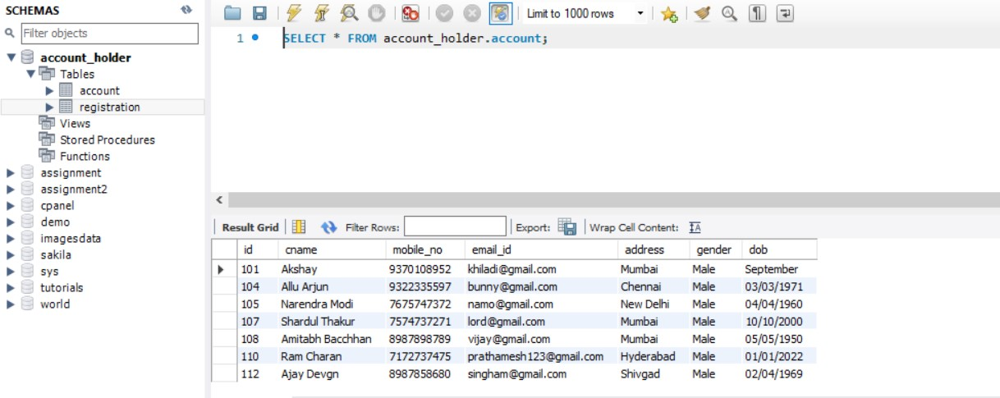 SCHEMAS
Filter objects
account_holder
Tables
account
registration
Views
Stored Procedures
Functions
assignment
assignment2
cpanel
demo
imagesdata
sakila
sys
tutorials
world
Limit to 1000 rows
1 SELECT * FROM account_holder.account;
Result Grid Filter Rows: Export: Wrap Cell Content: IA
id cname mobile_no email_id address gender dob
101 Akshay 9370108952 khiladi@gmail.com Mumbai Male September
104 Allu Arjun 9322335597 bunny@gmail.com Chennai Male 03/03/1971
105 Narendra Modi 7675747372 namo@gmail.com New Delhi Male 04/04/1960
107 Shardul Thakur 7574737271 lord@gmail.com Mumbai Male 10/10/2000
108 Amitabh Bacchhan 8987898789 vijay@gmail.com Mumbai Male 05/05/1950
110 Ram Charan 7172737475 prathamesh123@gmail.com Hyderabad Male 01/01/2022
112 Ajay Devgn 8987858680 singham@gmail.com Shivgad Male 02/04/1969